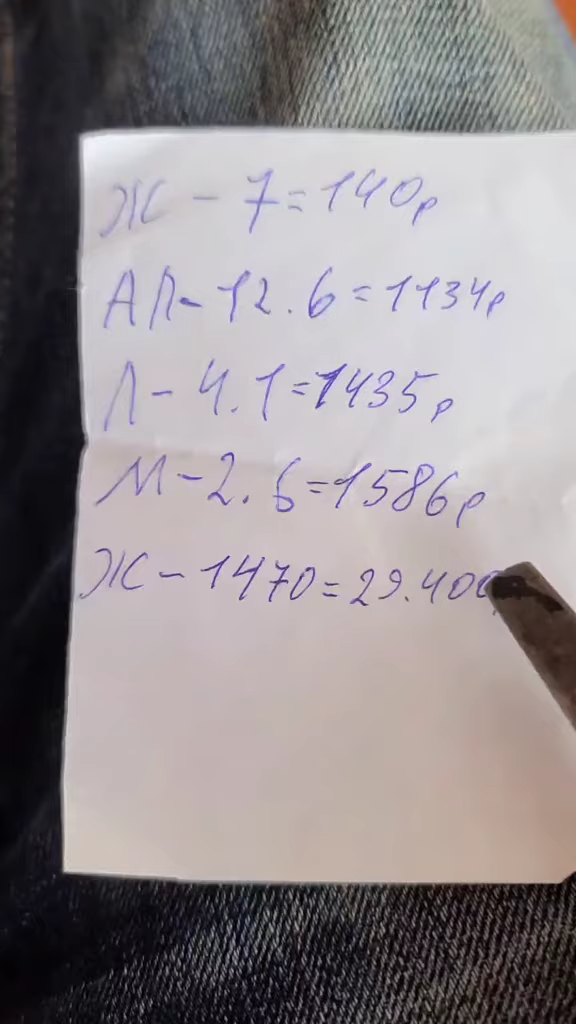 Ж - 7 = 140р
АЛ - 12.6 = 1134р
Л - 4.1 = 1435р
М - 2.6 = 1586р
Ж - 1470 = 29.400